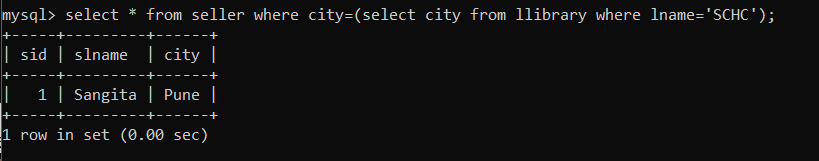 mysql> select * from seller where city=(select city from llibrary where lname='SCHC');
+-----+---------+------+
| sid | slname  | city |
+-----+---------+------+
|   1 | Sangita | Pune |
+-----+---------+------+
1 row in set (0.00 sec)